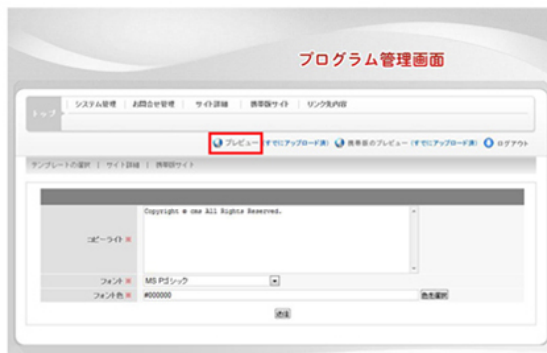 プログラム管理画面
トップ
システム管理 | お問合せ管理 | サイト詳細 | 携帯版サイト | リンク先内容
プレビュー (すでにアップロード済) 携帯版のプレビュー (すでにアップロード済) ログアウト
テンプレートの選択 | サイト詳細 | 携帯版サイト
コピーライト ※
Copyright © cms All Rights Reserved.
フォント ※ MS Pゴシック
フォント色 ※ #000000 色を選択
送信